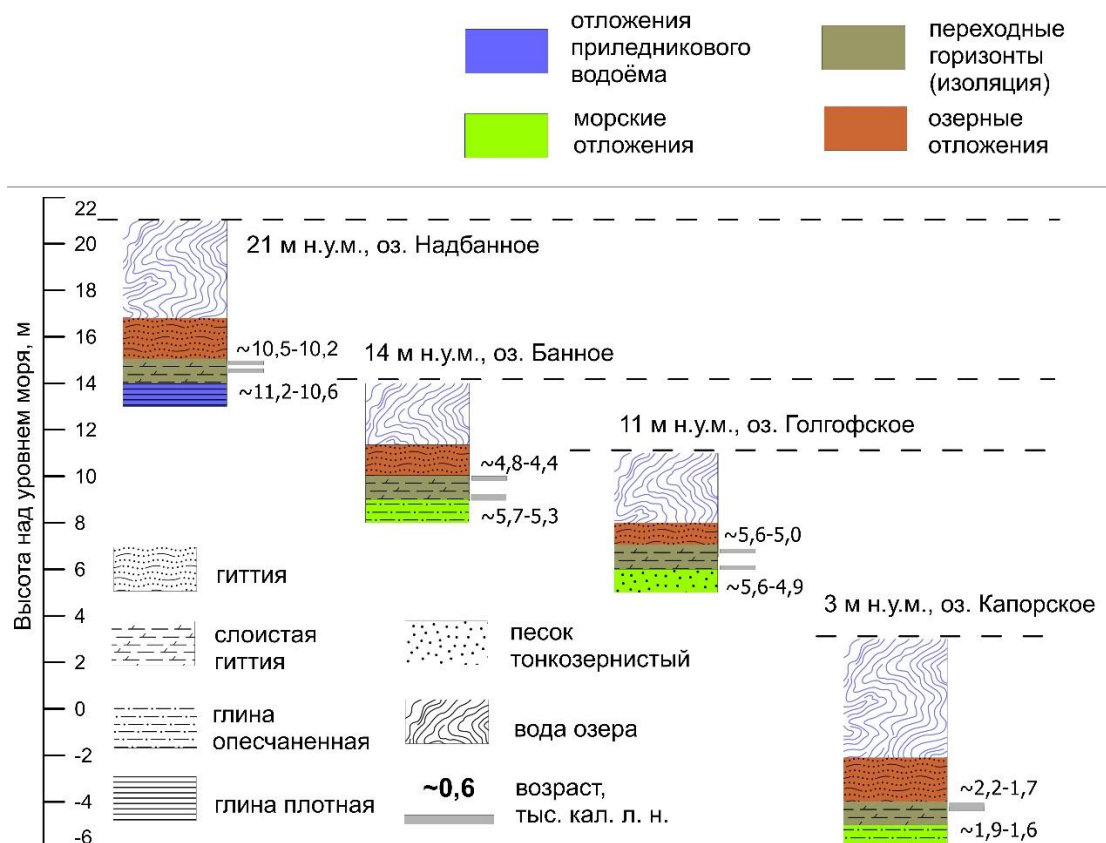 отложения
приледникового
водоёма
переходные
горизонты
(изоляция)
морские
отложения
озерные
отложения
Высота над уровнем моря, м
22
20
18
16
14
12
10
8
6
4
2
0
-2
-4
-6
21 м н.у.м., оз. Надбанное
~10,5-10,2
~11,2-10,6
14 м н.у.м., оз. Банное
~4,8-4,4
~5,7-5,3
11 м н.у.м., оз. Голгофское
~5,6-5,0
~5,6-4,9
3 м н.у.м., оз. Капорское
~2,2-1,7
~1,9-1,6
гиттия
слоистая
гиттия
глина
опесчаненная
глина плотная
песок
тонкозернистый
вода озера
~0,6
возраст,
тыс. кал. л. н.